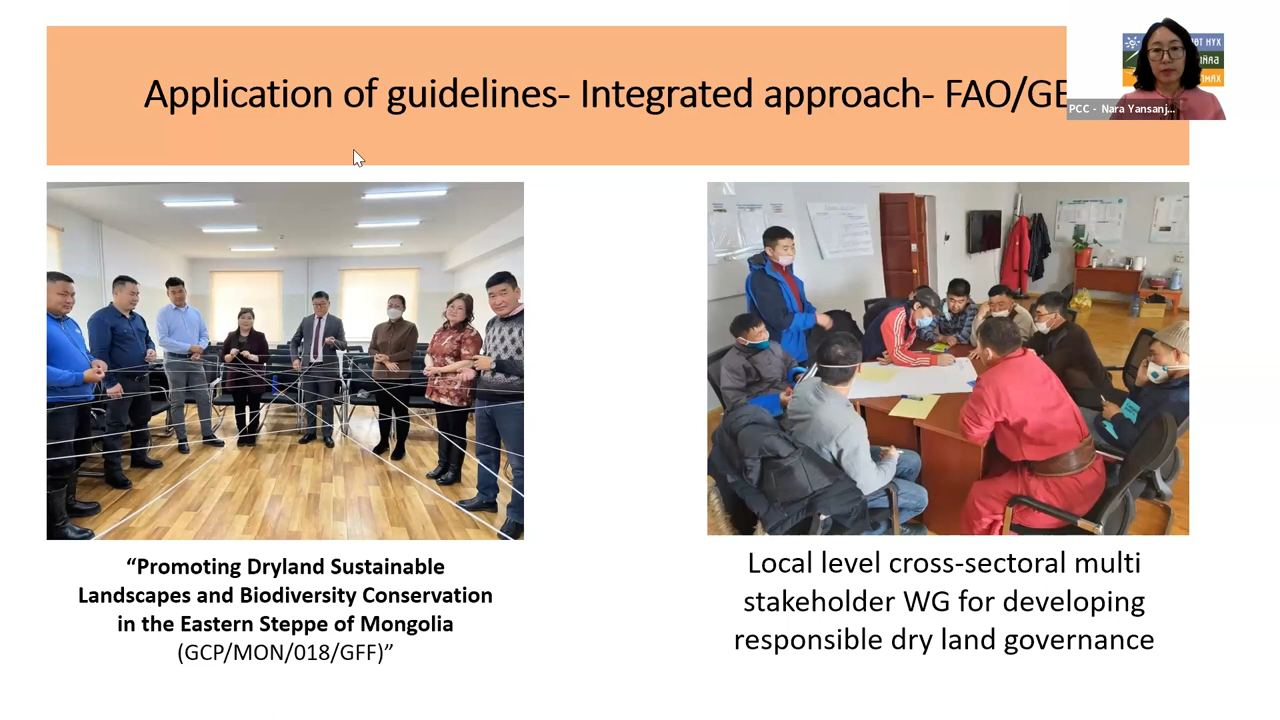 Application of guidelines- Integrated approach- FAO/GE
PCC - Nara Yansanj...
“Promoting Dryland Sustainable
Landscapes and Biodiversity Conservation
in the Eastern Steppe of Mongolia
(GCP/MON/018/GFF)”
Local level cross-sectoral multi
stakeholder WG for developing
responsible dry land governance